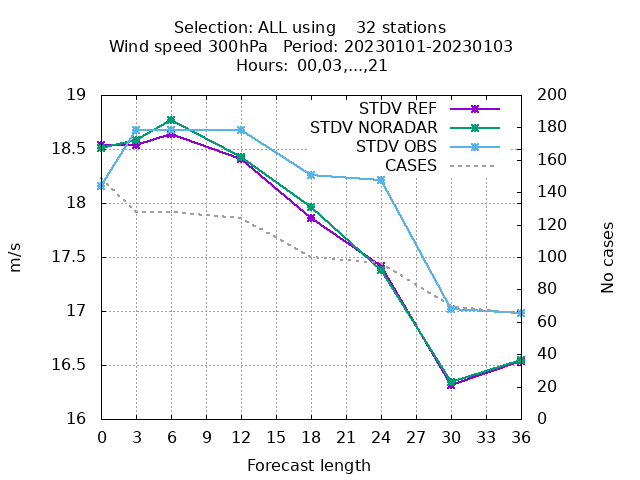 Selection: ALL using    32 stations
Wind speed 300hPa   Period: 20230101-20230103
Hours: 00,03,...,21
19
18.5
18
17.5
17
16.5
16
m/s
STDV REF
STDV NORADAR
STDV OBS
CASES
200
180
160
140
120
100
80
60
40
20
0
No cases
0 3 6 9 12 15 18 21 24 27 30 33 36
Forecast length